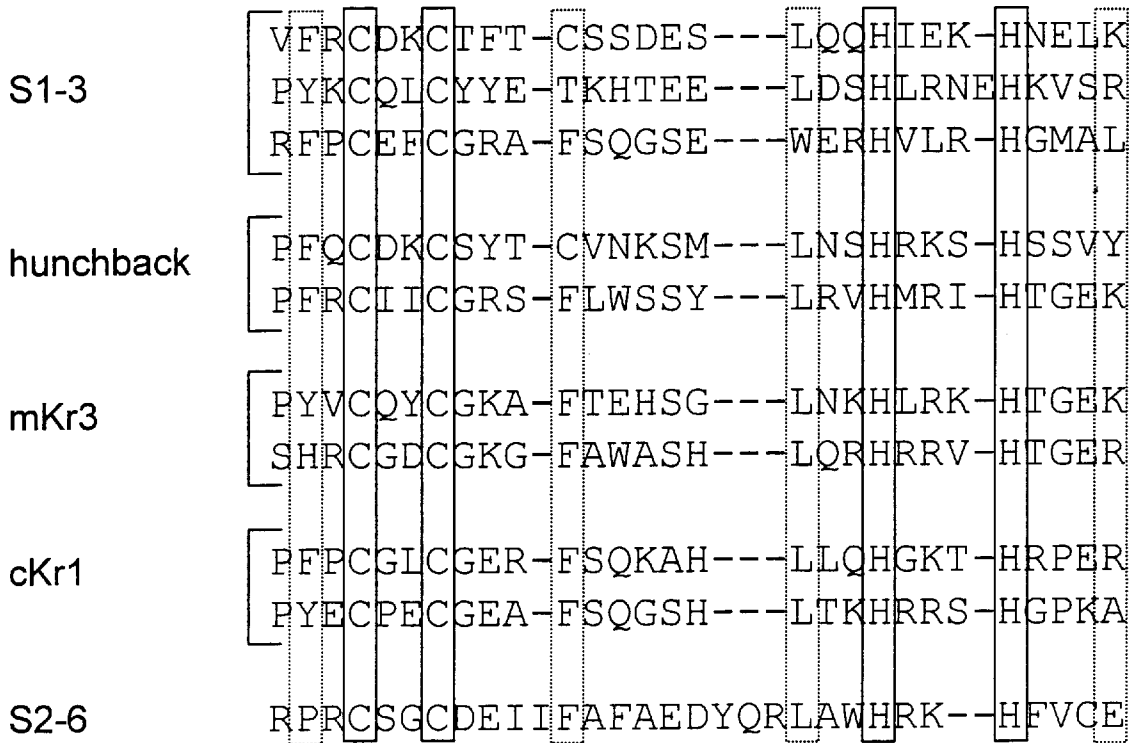 VFRCDKCTFT-CSSDES---LQQHIEK-HNELK
S1-3 PYKCQLCYYE-TKHTEE---LDSHLRNEHKVSR
RFPCEFCGRA-FSQGSE---WERHVLR-HGMAL
hunchback PFQCDKCSYT-CVNKSM---LNSHRKS-HSSVY
PFRCIICGRS-FLWSSY---LRVHMRI-HTGEK
mKr3 PYVCQYCGKA-FTEHSG---LNKHLRK-HTGEK
SHRCGDCGKG-FAWASH---LQRHRRV-HTGER
cKr1 PFPCGLCGER-FSQKAH---LLQHGKT-HRPER
PYECPECGEA-FSQGSH---LTKHRRS-HGPKA
S2-6 RPRCSGCDEIIFAFAEDYQRLAWHRK--HFVCE